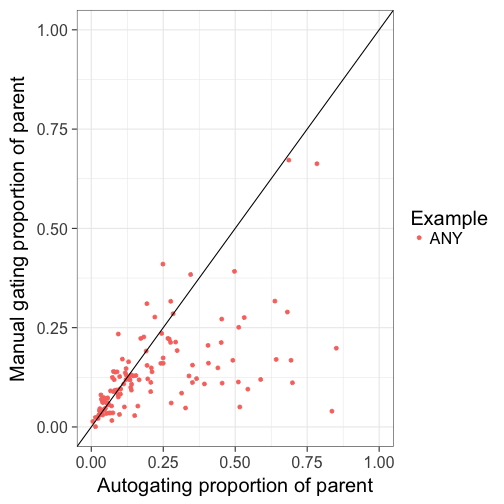 Manual gating proportion of parent
1.00
0.75
0.50
0.25
0.00
0.00 0.25 0.50 0.75 1.00
Autogating proportion of parent
Example
ANY